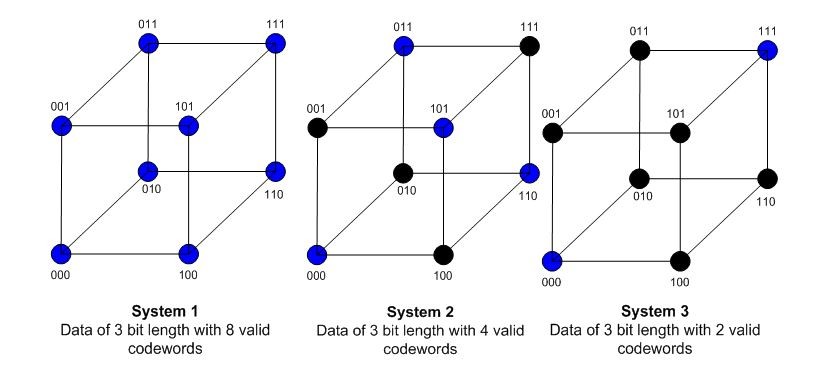 011
111
001
101
010
110
000
100
System 1
Data of 3 bit length with 8 valid
codewords
011
111
001
101
010
110
000
100
System 2
Data of 3 bit length with 4 valid
codewords
011
111
001
101
010
110
000
100
System 3
Data of 3 bit length with 2 valid
codewords